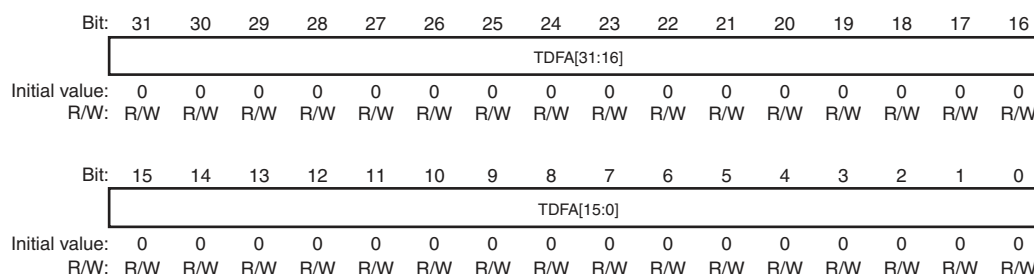 Bit: 31 30 29 28 27 26 25 24 23 22 21 20 19 18 17 16
TDFA[31:16]
Initial value: 0 0 0 0 0 0 0 0 0 0 0 0 0 0 0 0
R/W: R/W R/W R/W R/W R/W R/W R/W R/W R/W R/W R/W R/W R/W R/W R/W R/W
Bit: 15 14 13 12 11 10 9 8 7 6 5 4 3 2 1 0
TDFA[15:0]
Initial value: 0 0 0 0 0 0 0 0 0 0 0 0 0 0 0 0
R/W: R/W R/W R/W R/W R/W R/W R/W R/W R/W R/W R/W R/W R/W R/W R/W R/W